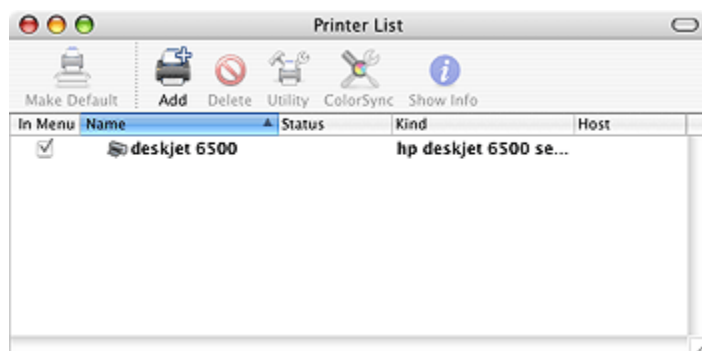 Printer List
Make Default Add Delete Utility ColorSync Show Info
In Menu Name Status Kind Host
deskjet 6500 hp deskjet 6500 se...